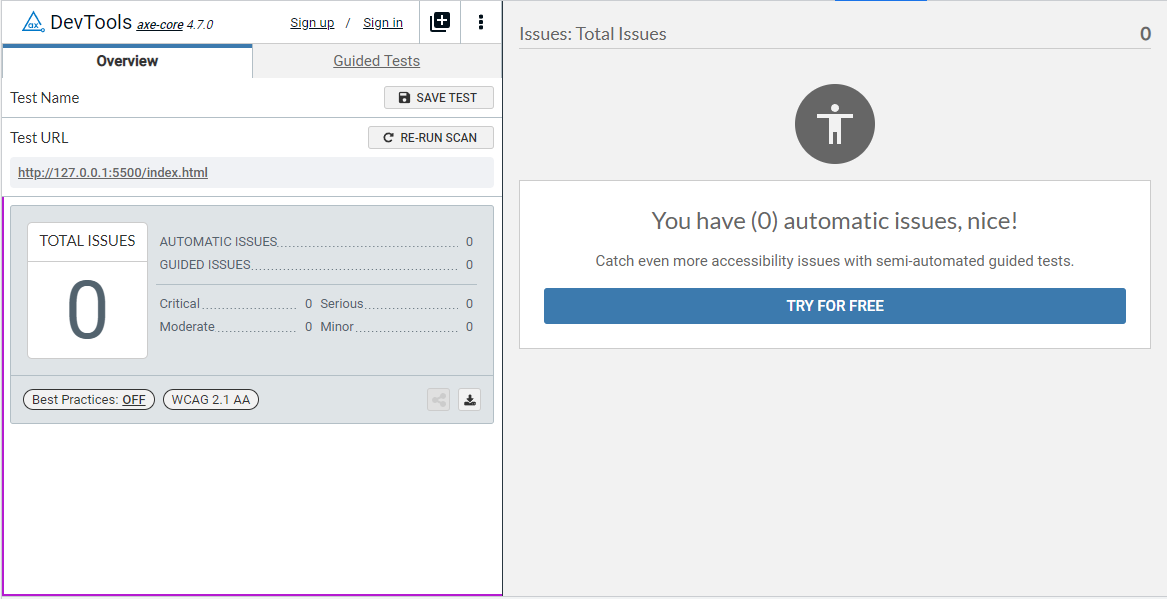 ax DevTools axe-core 4.7.0 Sign up / Sign in
Overview Guided Tests
Test Name SAVE TEST
Test URL RE-RUN SCAN
http://127.0.0.1:5500/index.html
TOTAL ISSUES
0
AUTOMATIC ISSUES 0
GUIDED ISSUES 0
Critical 0 Serious 0
Moderate 0 Minor 0
Best Practices: OFF WCAG 2.1 AA
Issues: Total Issues 0
You have (0) automatic issues, nice!
Catch even more accessibility issues with semi-automated guided tests.
TRY FOR FREE